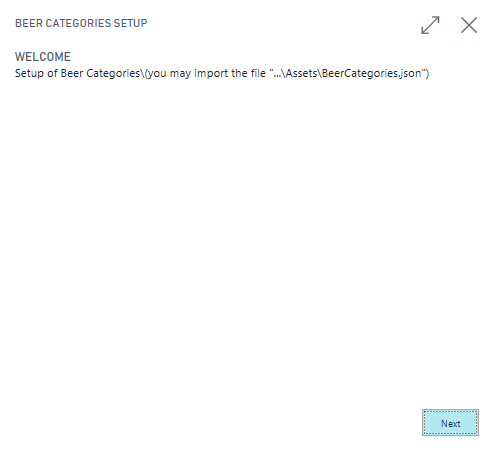 BEER CATEGORIES SETUP
WELCOME
Setup of Beer Categories\(you may import the file "...\Assets\BeerCategories.json")
Next